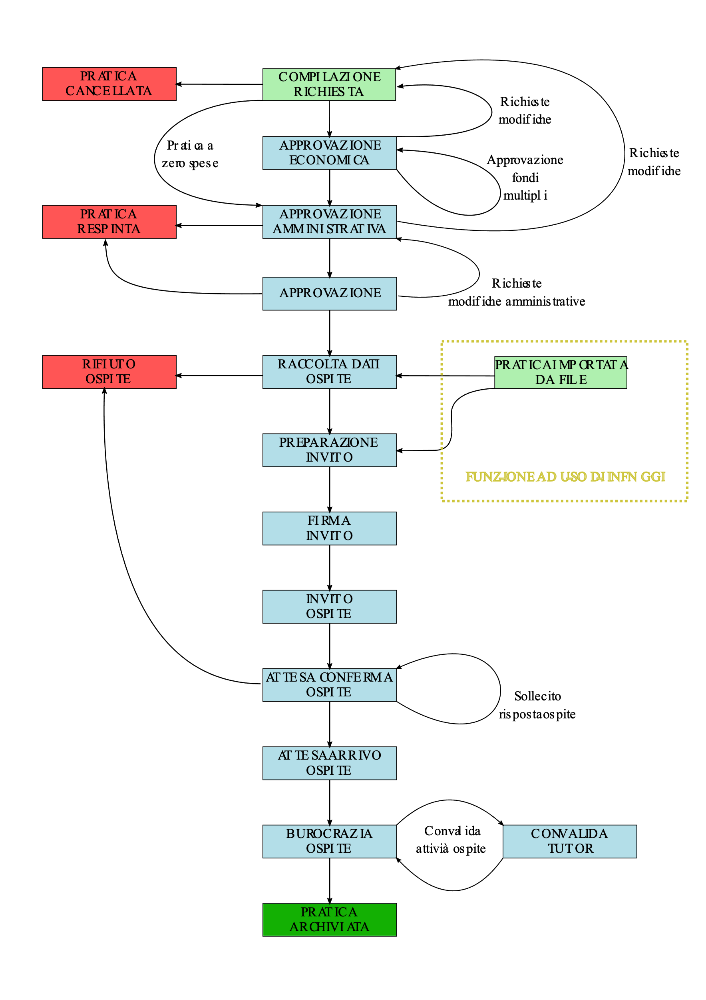 PRATICA
CANCELLATA
COMPILAZIONE
RICHIESTA
Richieste
modifiche
Pratica a
zero spese
APPROVAZIONE
ECONOMICA
Approvazione
fondi
multipli
Richieste
modifiche
PRATICA
RESPINTA
APPROVAZIONE
AMMINISTRATIVA
APPROVAZIONE
Richieste
modifiche amministrative
RIFIUTO
OSPITE
RACCOLTA DATI
OSPITE
PRATICA IMPORTATA
DA FILE
PREPARAZIONE
INVITO
FUNZIONE AD USO DI INFN GGI
FIRMA
INVITO
INVITO
OSPITE
ATTESA CONFERMA
OSPITE
Sollecito
risposta ospite
ATTESA ARRIVO
OSPITE
BUROCRAZIA
OSPITE
Convalida
attivià ospite
CONVALIDA
TUTOR
PRATICA
ARCHIVIATA